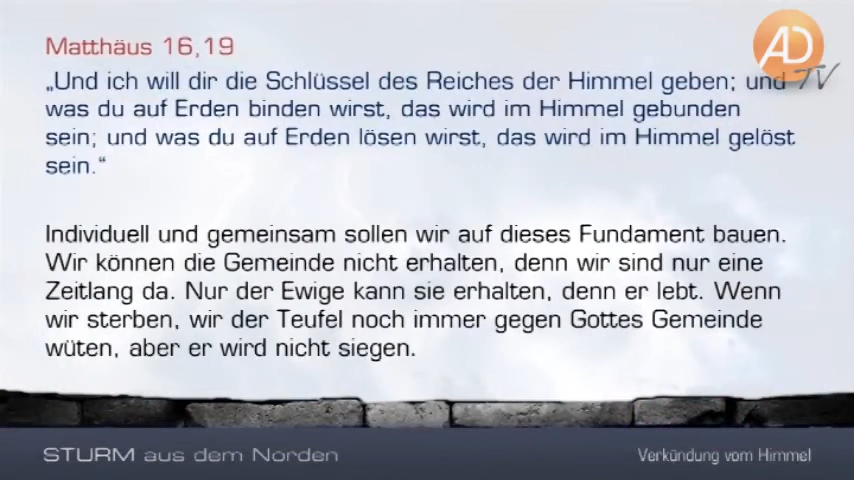 Matthäus 16,19
„Und ich will dir die Schlüssel des Reiches der Himmel geben; und
was du auf Erden binden wirst, das wird im Himmel gebunden
sein; und was du auf Erden lösen wirst, das wird im Himmel gelöst
sein.“
Individuell und gemeinsam sollen wir auf dieses Fundament bauen.
Wir können die Gemeinde nicht erhalten, denn wir sind nur eine
Zeitlang da. Nur der Ewige kann sie erhalten, denn er lebt. Wenn
wir sterben, wir der Teufel noch immer gegen Gottes Gemeinde
wüten, aber er wird nicht siegen.
STURM aus dem Norden
Verkündung vom Himmel
AD
TV